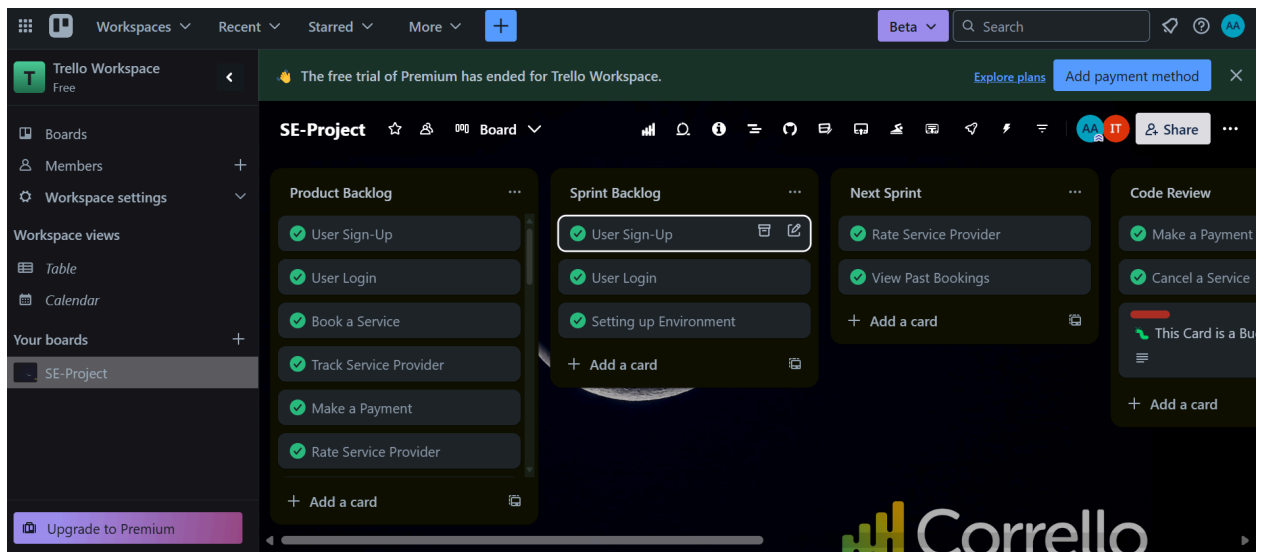 Workspaces Recent Starred More + Beta Search AA
T Trello Workspace
Free
Boards
Members
Workspace settings
Workspace views
Table
Calendar
Your boards
SE-Project
Upgrade to Premium
The free trial of Premium has ended for Trello Workspace. Explore plans Add payment method
SE-Project Board AA IT Share
Product Backlog
User Sign-Up
User Login
Book a Service
Track Service Provider
Make a Payment
Rate Service Provider
+ Add a card
Sprint Backlog
User Sign-Up
User Login
Setting up Environment
+ Add a card
Next Sprint
Rate Service Provider
View Past Bookings
+ Add a card
Code Review
Make a Payment
Cancel a Service
This Card is a Bu
+ Add a card
Corrello